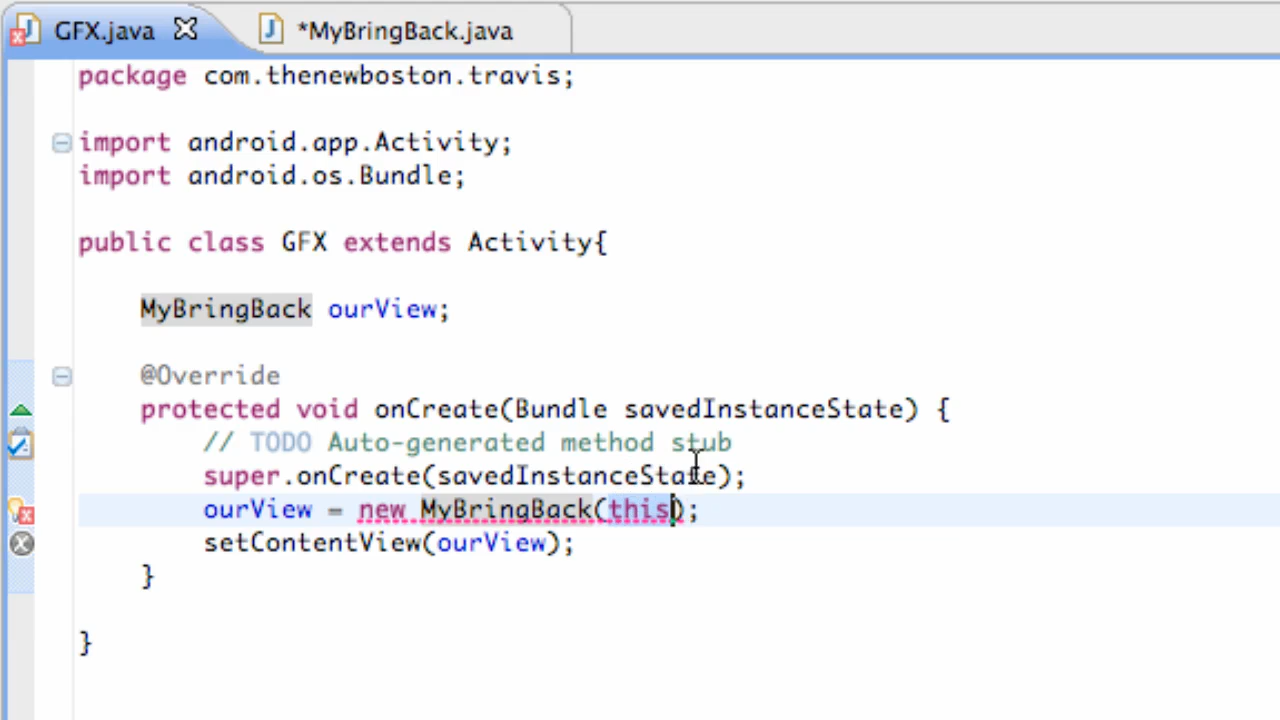 GFX.java
*MyBringBack.java
package com.thenewboston.travis;
import android.app.Activity;
import android.os.Bundle;
public class GFX extends Activity{
MyBringBack ourView;
@Override
protected void onCreate(Bundle savedInstanceState) {
// TODO Auto-generated method stub
super.onCreate(savedInstanceState);
ourView = new MyBringBack(this);
setContentView(ourView);
}
}